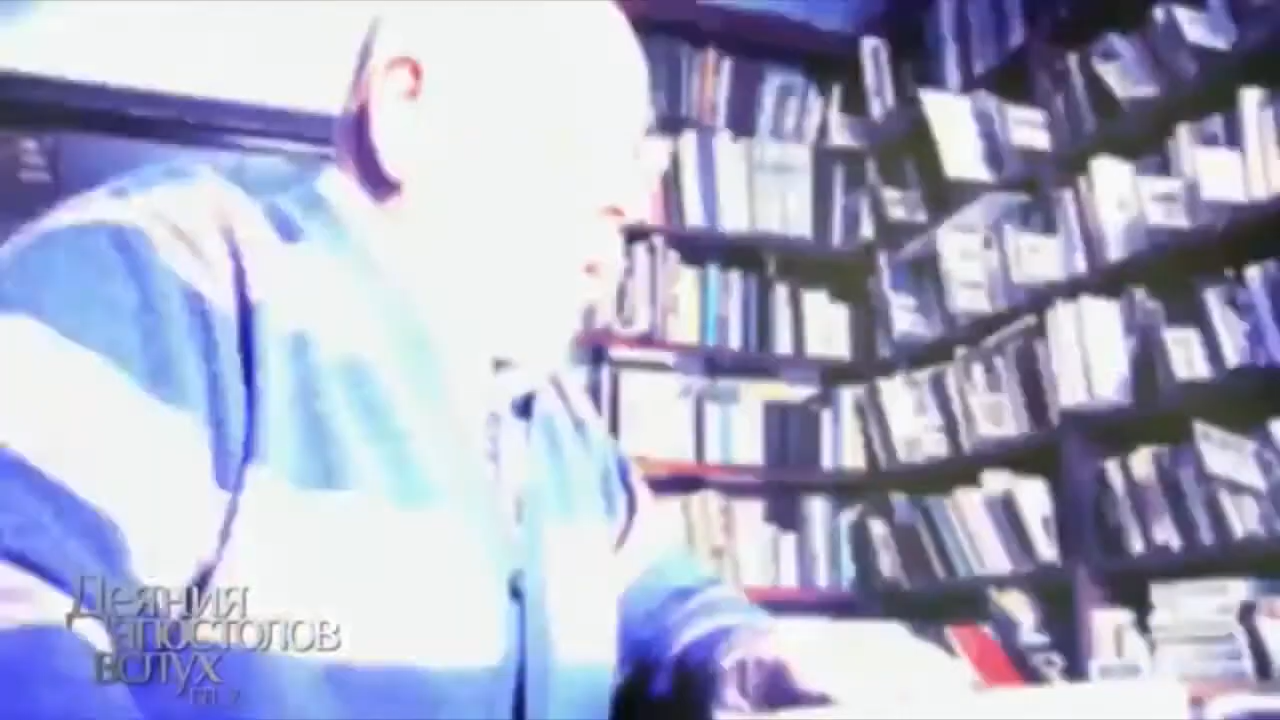 Деяния
апостолов
вслух